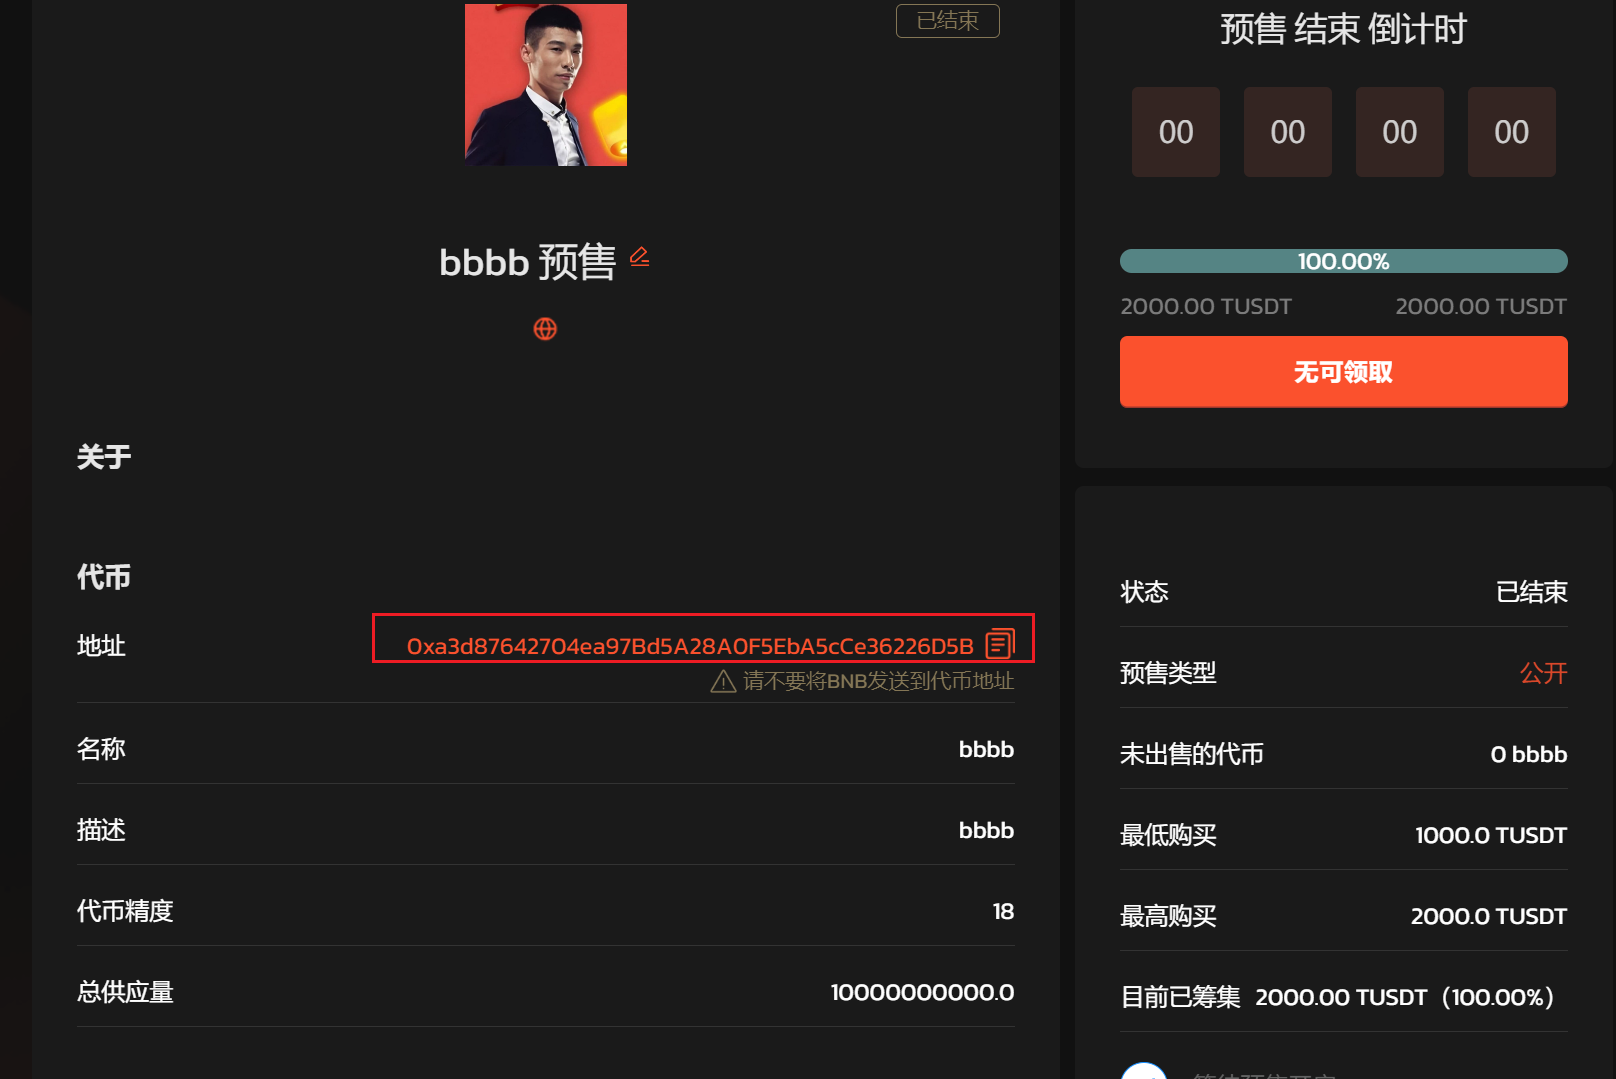 已结束
bbbb 预售
关于
代币
地址 0xa3d87642704ea97Bd5A28A0F5EbA5cCe36226D5B
请不要将BNB发送到代币地址
名称 bbbb
描述 bbbb
代币精度 18
总供应量 10000000000.0
预售 结束 倒计时
00 00 00 00
100.00%
2000.00 TUSDT 2000.00 TUSDT
无可领取
状态 已结束
预售类型 公开
未出售的代币 0 bbbb
最低购买 1000.0 TUSDT
最高购买 2000.0 TUSDT
目前已筹集 2000.00 TUSDT（100.00%）